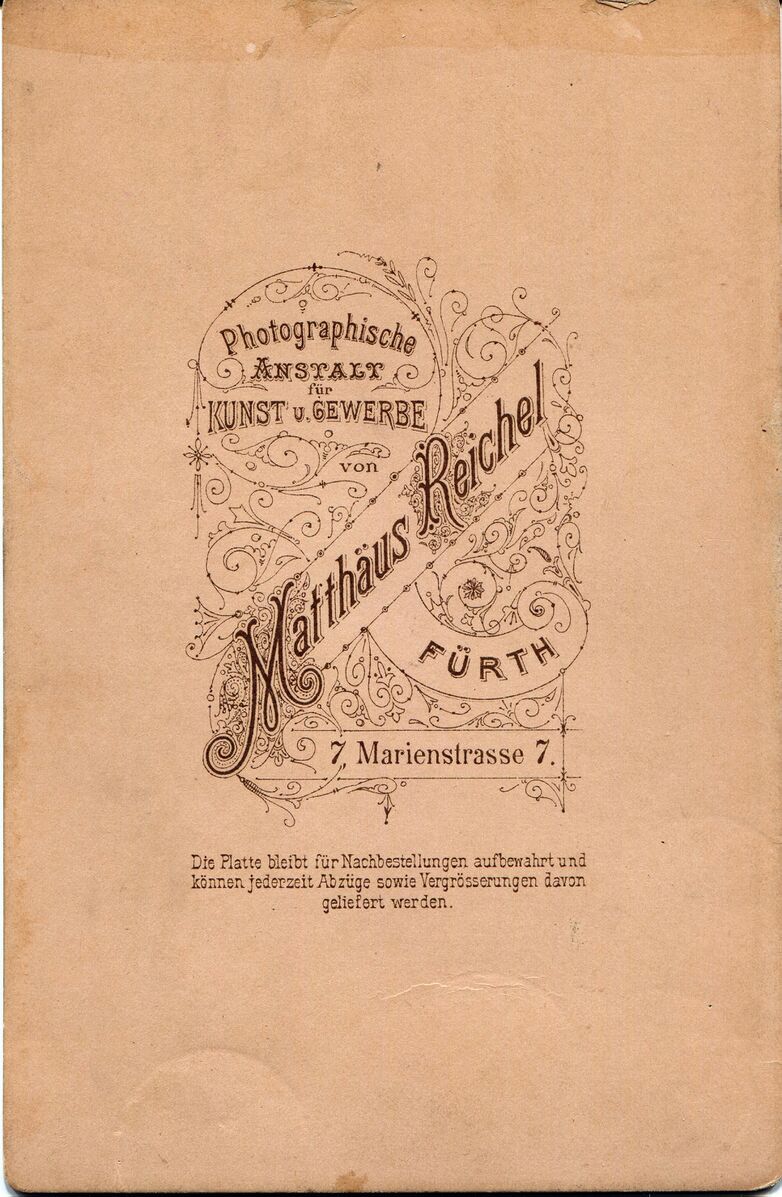 Photographische
ANSTALT
für
KUNST u. GEWERBE
von
Matthäus Reichel
FÜRTH
7, Marienstrasse 7.
Die Platte bleibt für Nachbestellungen aufbewahrt und
können jederzeit Abzüge sowie Vergrösserungen davon
geliefert werden.